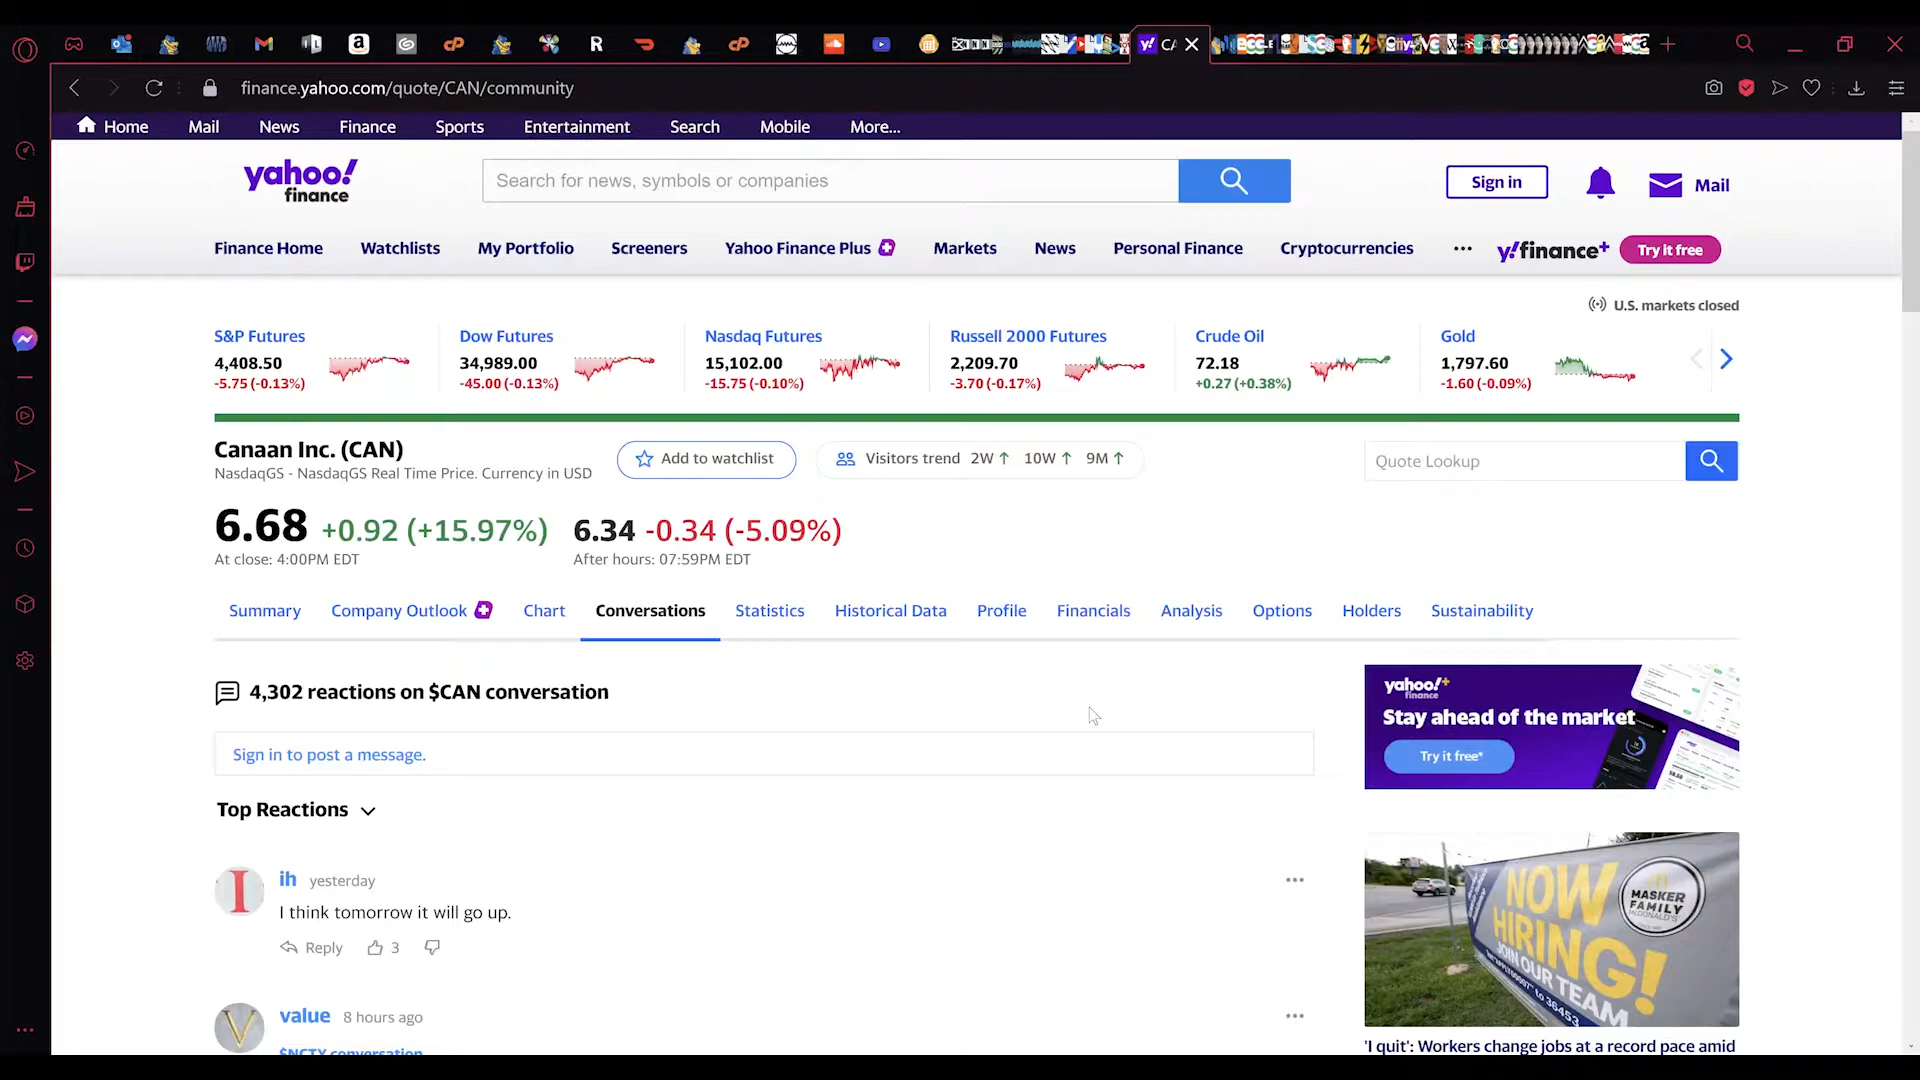 CA
finance.yahoo.com/quote/CAN/community
Home Mail News Finance Sports Entertainment Search Mobile More...
yahoo!
finance
Search for news, symbols or companies
Sign in
Mail
Finance Home Watchlists My Portfolio Screeners Yahoo Finance Plus Markets News Personal Finance Cryptocurrencies ... y!finance+ Try it free
U.S. markets closed
S&P Futures Dow Futures Nasdaq Futures Russell 2000 Futures Crude Oil Gold
4,408.50 34,989.00 15,102.00 2,209.70 72.18 1,797.60
-5.75 (-0.13%) -45.00 (-0.13%) -15.75 (-0.10%) -3.70 (-0.17%) +0.27 (+0.38%) -1.60 (-0.09%)
Canaan Inc. (CAN)
NasdaqGS - NasdaqGS Real Time Price. Currency in USD
Add to watchlist
Visitors trend 2W ↑ 10W ↑ 9M ↑
Quote Lookup
6.68 +0.92 (+15.97%) 6.34 -0.34 (-5.09%)
At close: 4:00PM EDT After hours: 07:59PM EDT
Summary Company Outlook Chart Conversations Statistics Historical Data Profile Financials Analysis Options Holders Sustainability
4,302 reactions on $CAN conversation
Sign in to post a message.
Top Reactions
ih yesterday
I think tomorrow it will go up.
Reply 3
value 8 hours ago
$NCTY conversation
yahoo!+
finance
Stay ahead of the market
Try it free*
NOW
HIRING!
JOIN OUR TEAM
to 36453
MASKER
FAMILY
McDONALD'S
'I quit': Workers change jobs at a record pace amid